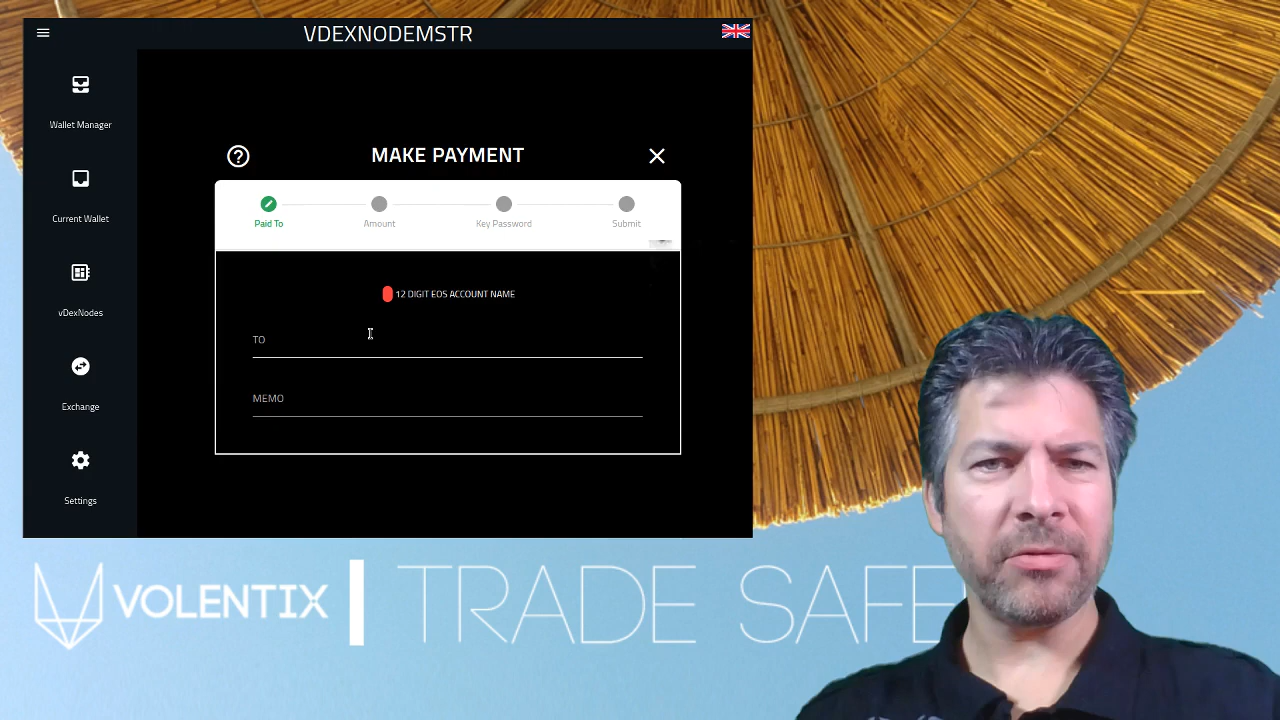 VDEXNODEMSTR
Wallet Manager
Current Wallet
vDexNodes
Exchange
Settings
MAKE PAYMENT
Paid To
Amount
Key Password
Submit
12 DIGIT EOS ACCOUNT NAME
TO
MEMO
VOLENTIX
TRADE SAFE